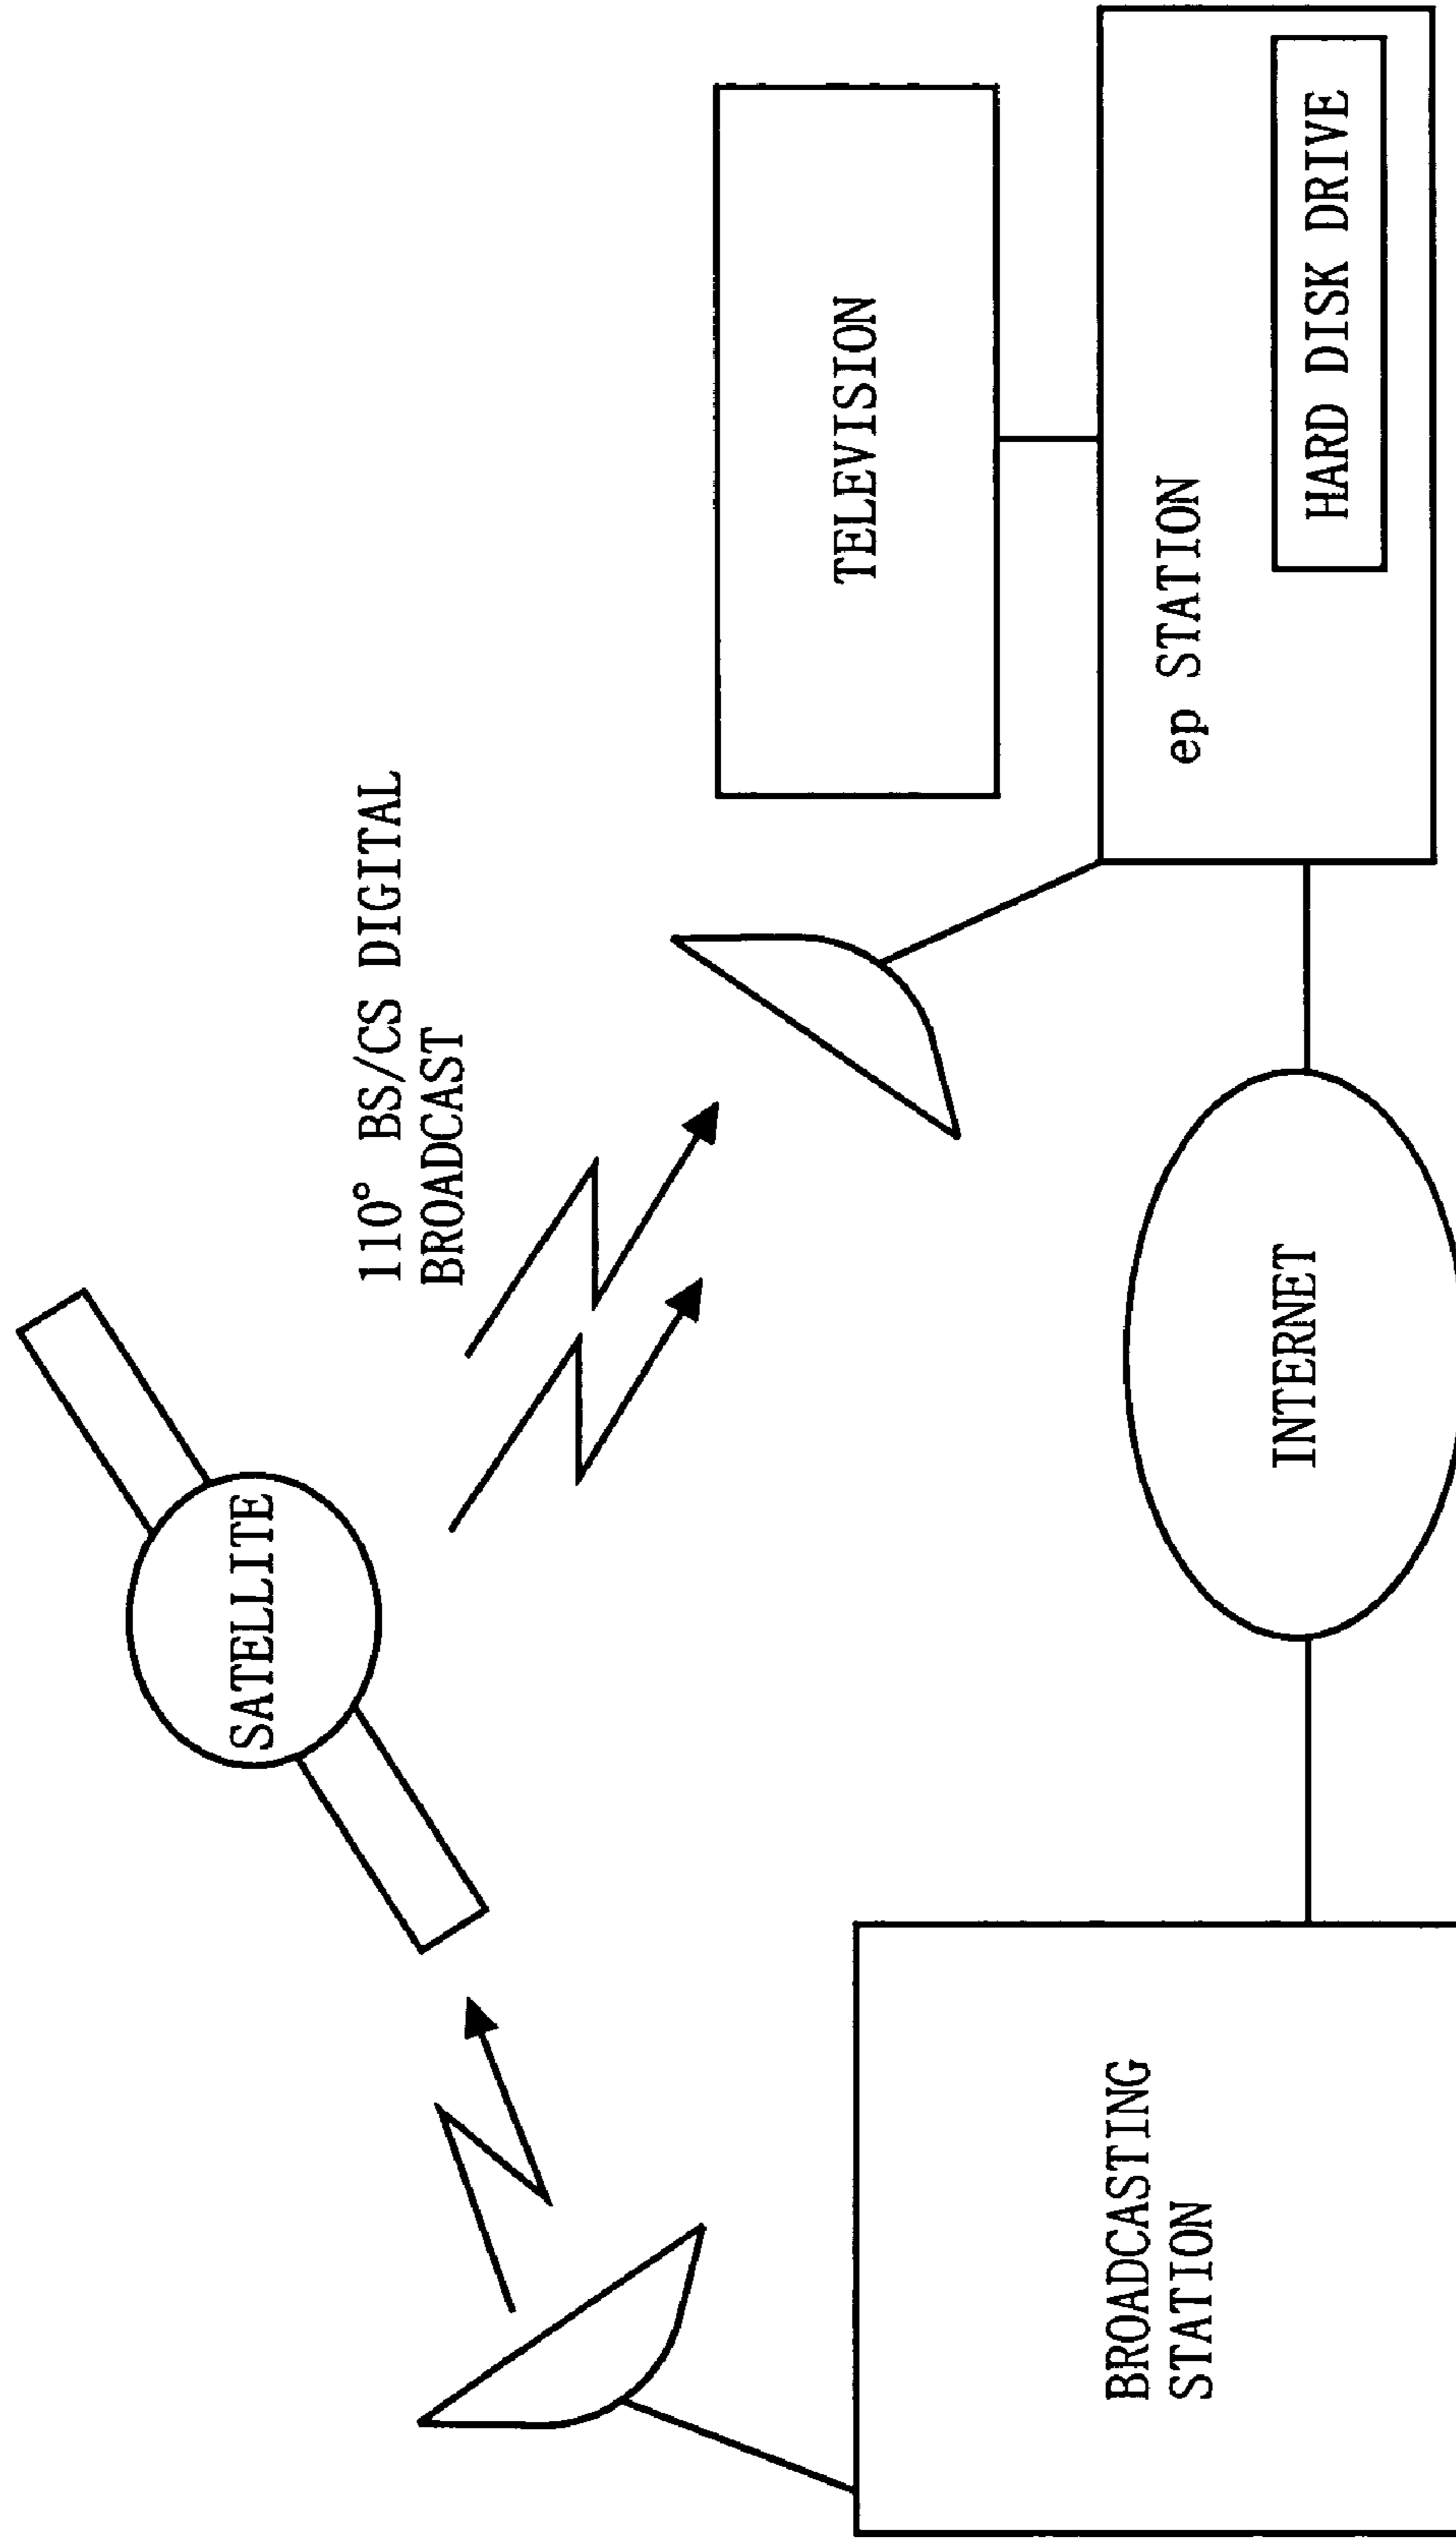 SATELLITE
110° BS/CS DIGITAL
BROADCAST
TELEVISION
BROADCASTING
STATION
INTERNET
ep STATION
HARD DISK DRIVE